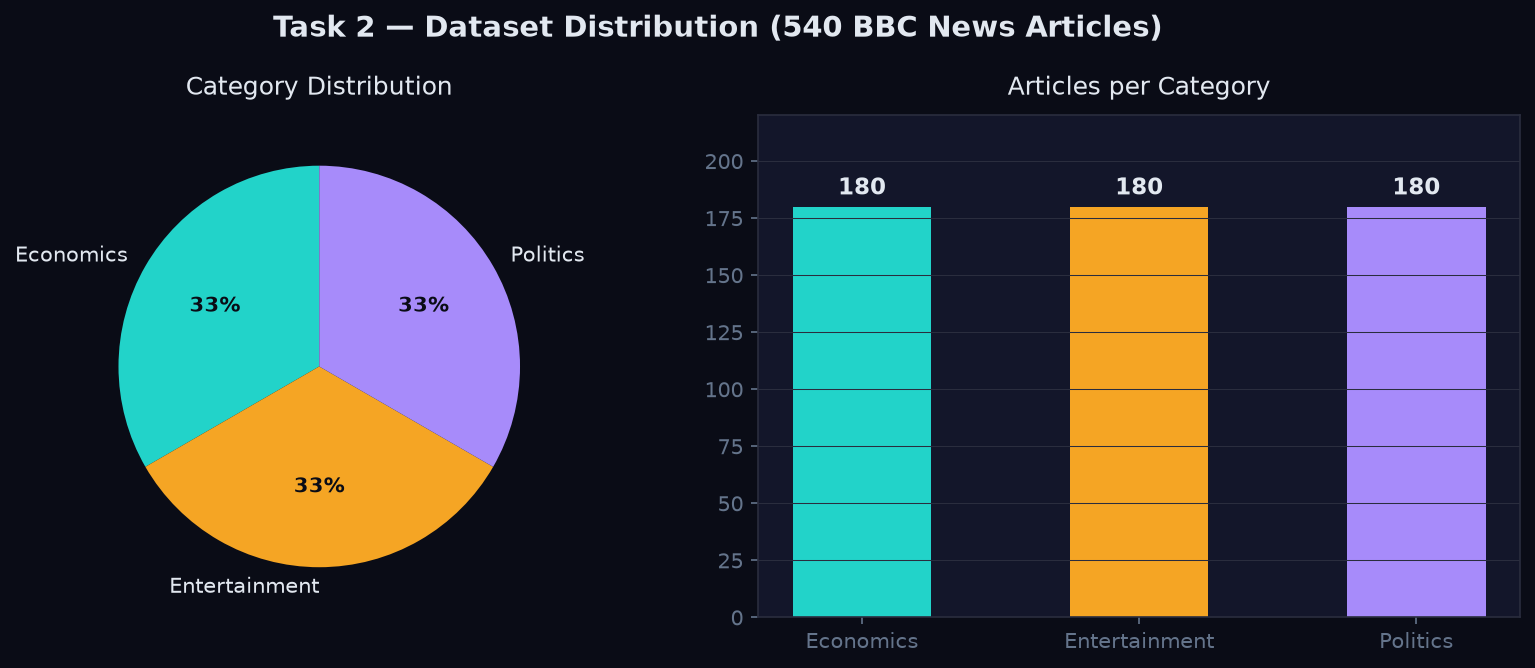 Task 2 — Dataset Distribution (540 BBC News Articles)
Category Distribution
Economics
Politics
33%
33%
33%
Entertainment
Articles per Category
200
175
150
125
100
75
50
25
0
180
180
180
Economics
Entertainment
Politics